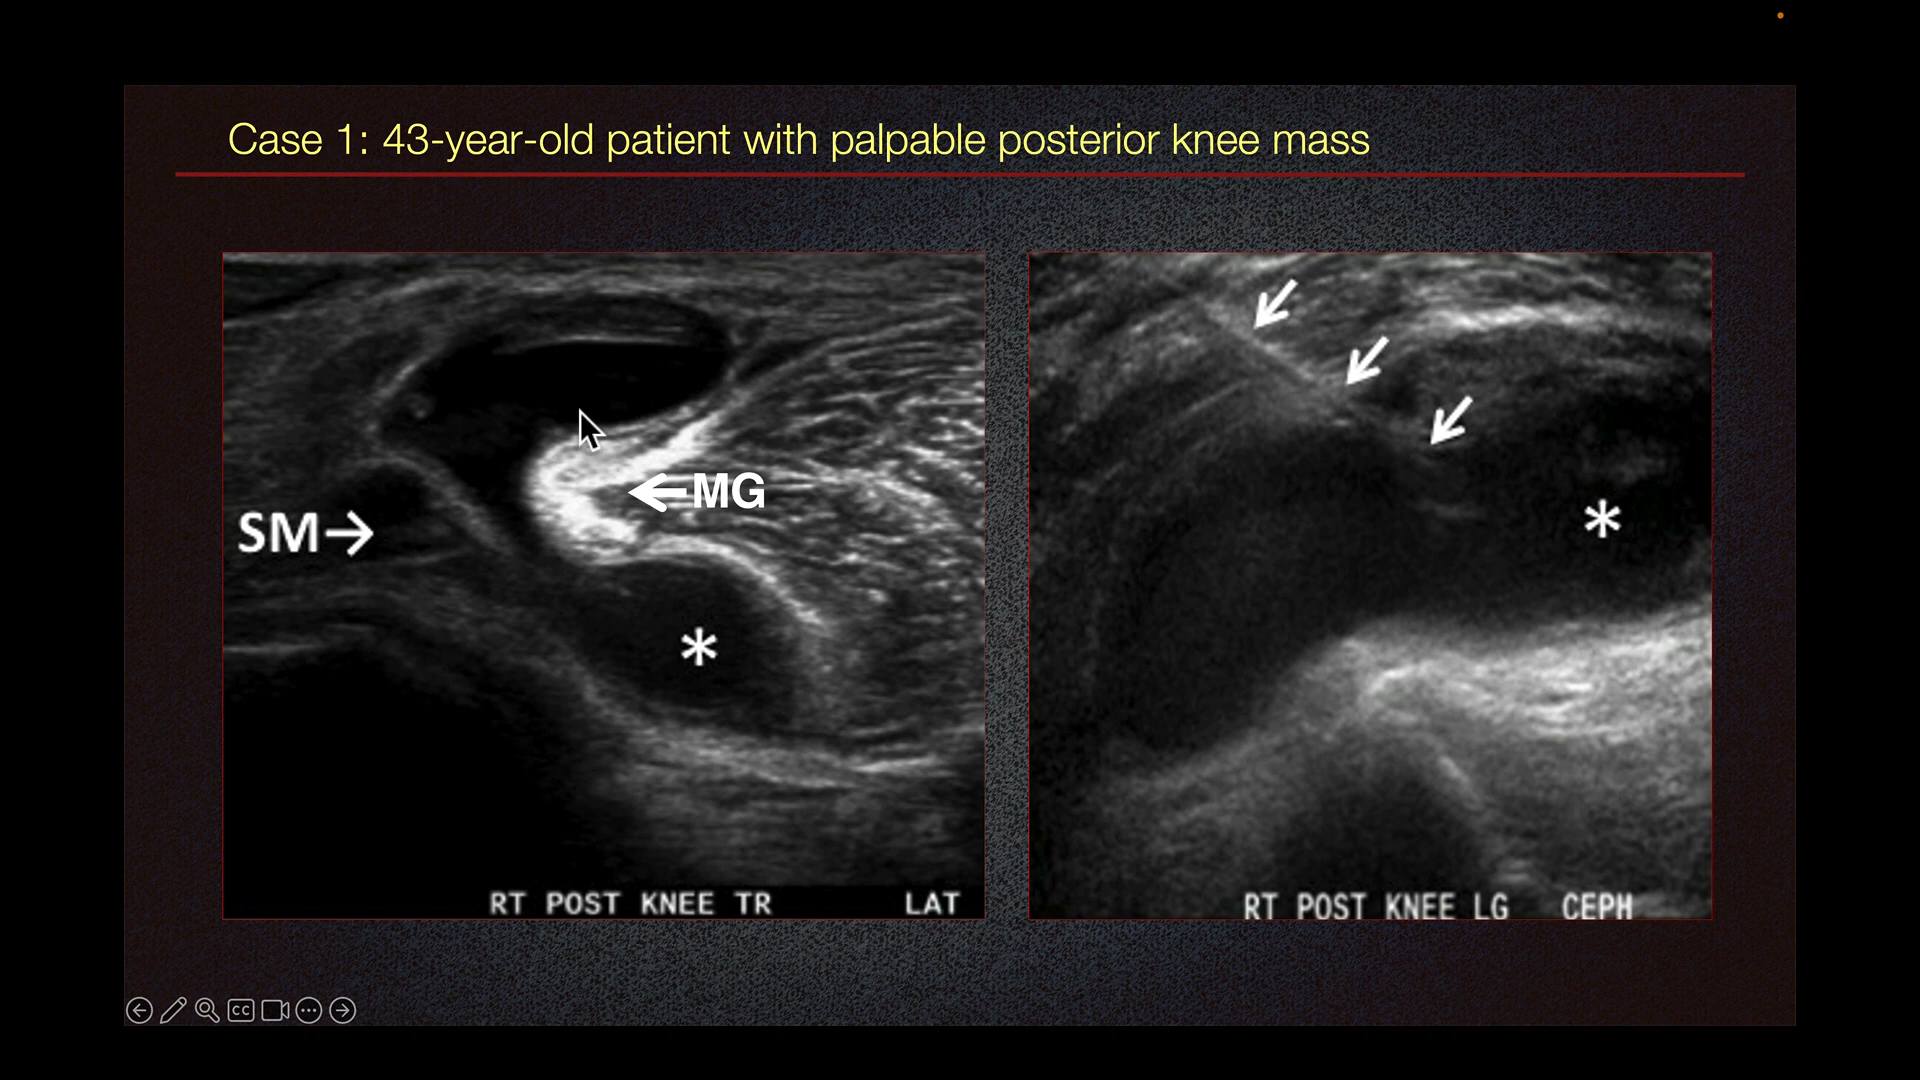 Case 1: 43-year-old patient with palpable posterior knee mass
←MG
SM→
*
RT POST KNEE TR LAT
*
RT POST KNEE LG CEPH
CC